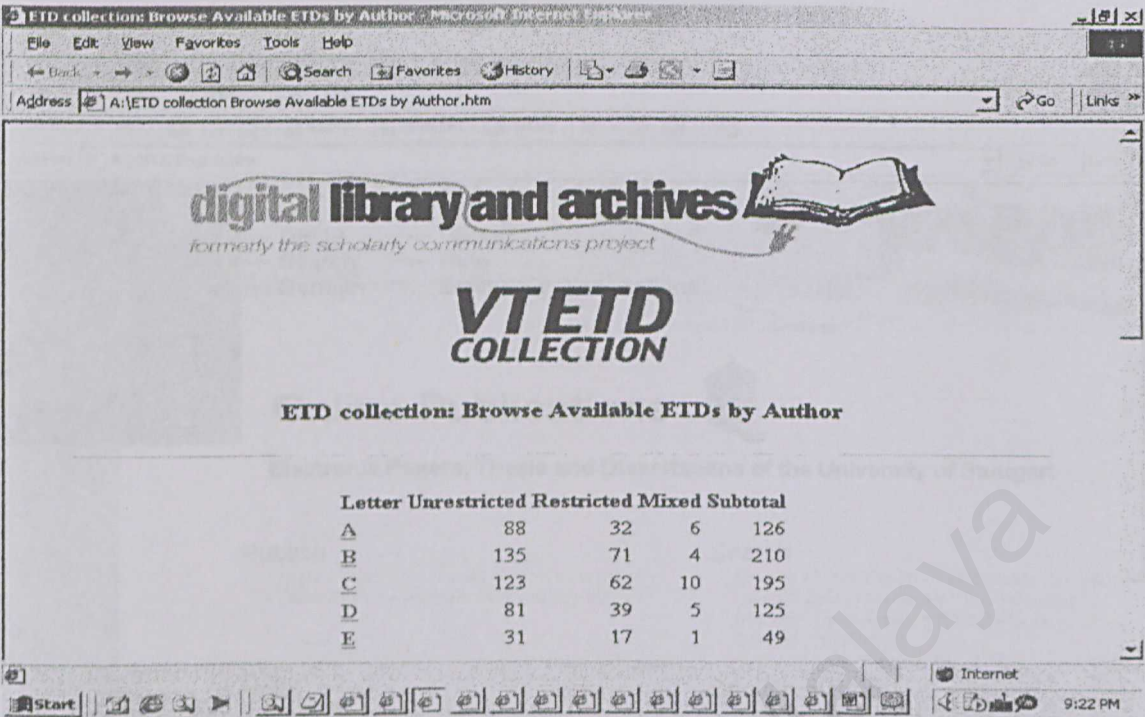 ETD collection: Browse Available ETDs by Author - Microsoft Internet Explorer
File Edit View Favorites Tools Help
Back Search Favorites History
Address A:\ETD collection Browse Available ETDs by Author.htm Go Links »
digital library and archives
formerly the scholarly communications project
VT ETD
COLLECTION
ETD collection: Browse Available ETDs by Author
Letter Unrestricted Restricted Mixed Subtotal
A 88 32 6 126
B 135 71 4 210
C 123 62 10 195
D 81 39 5 125
E 31 17 1 49
Internet
Start 9:22 PM